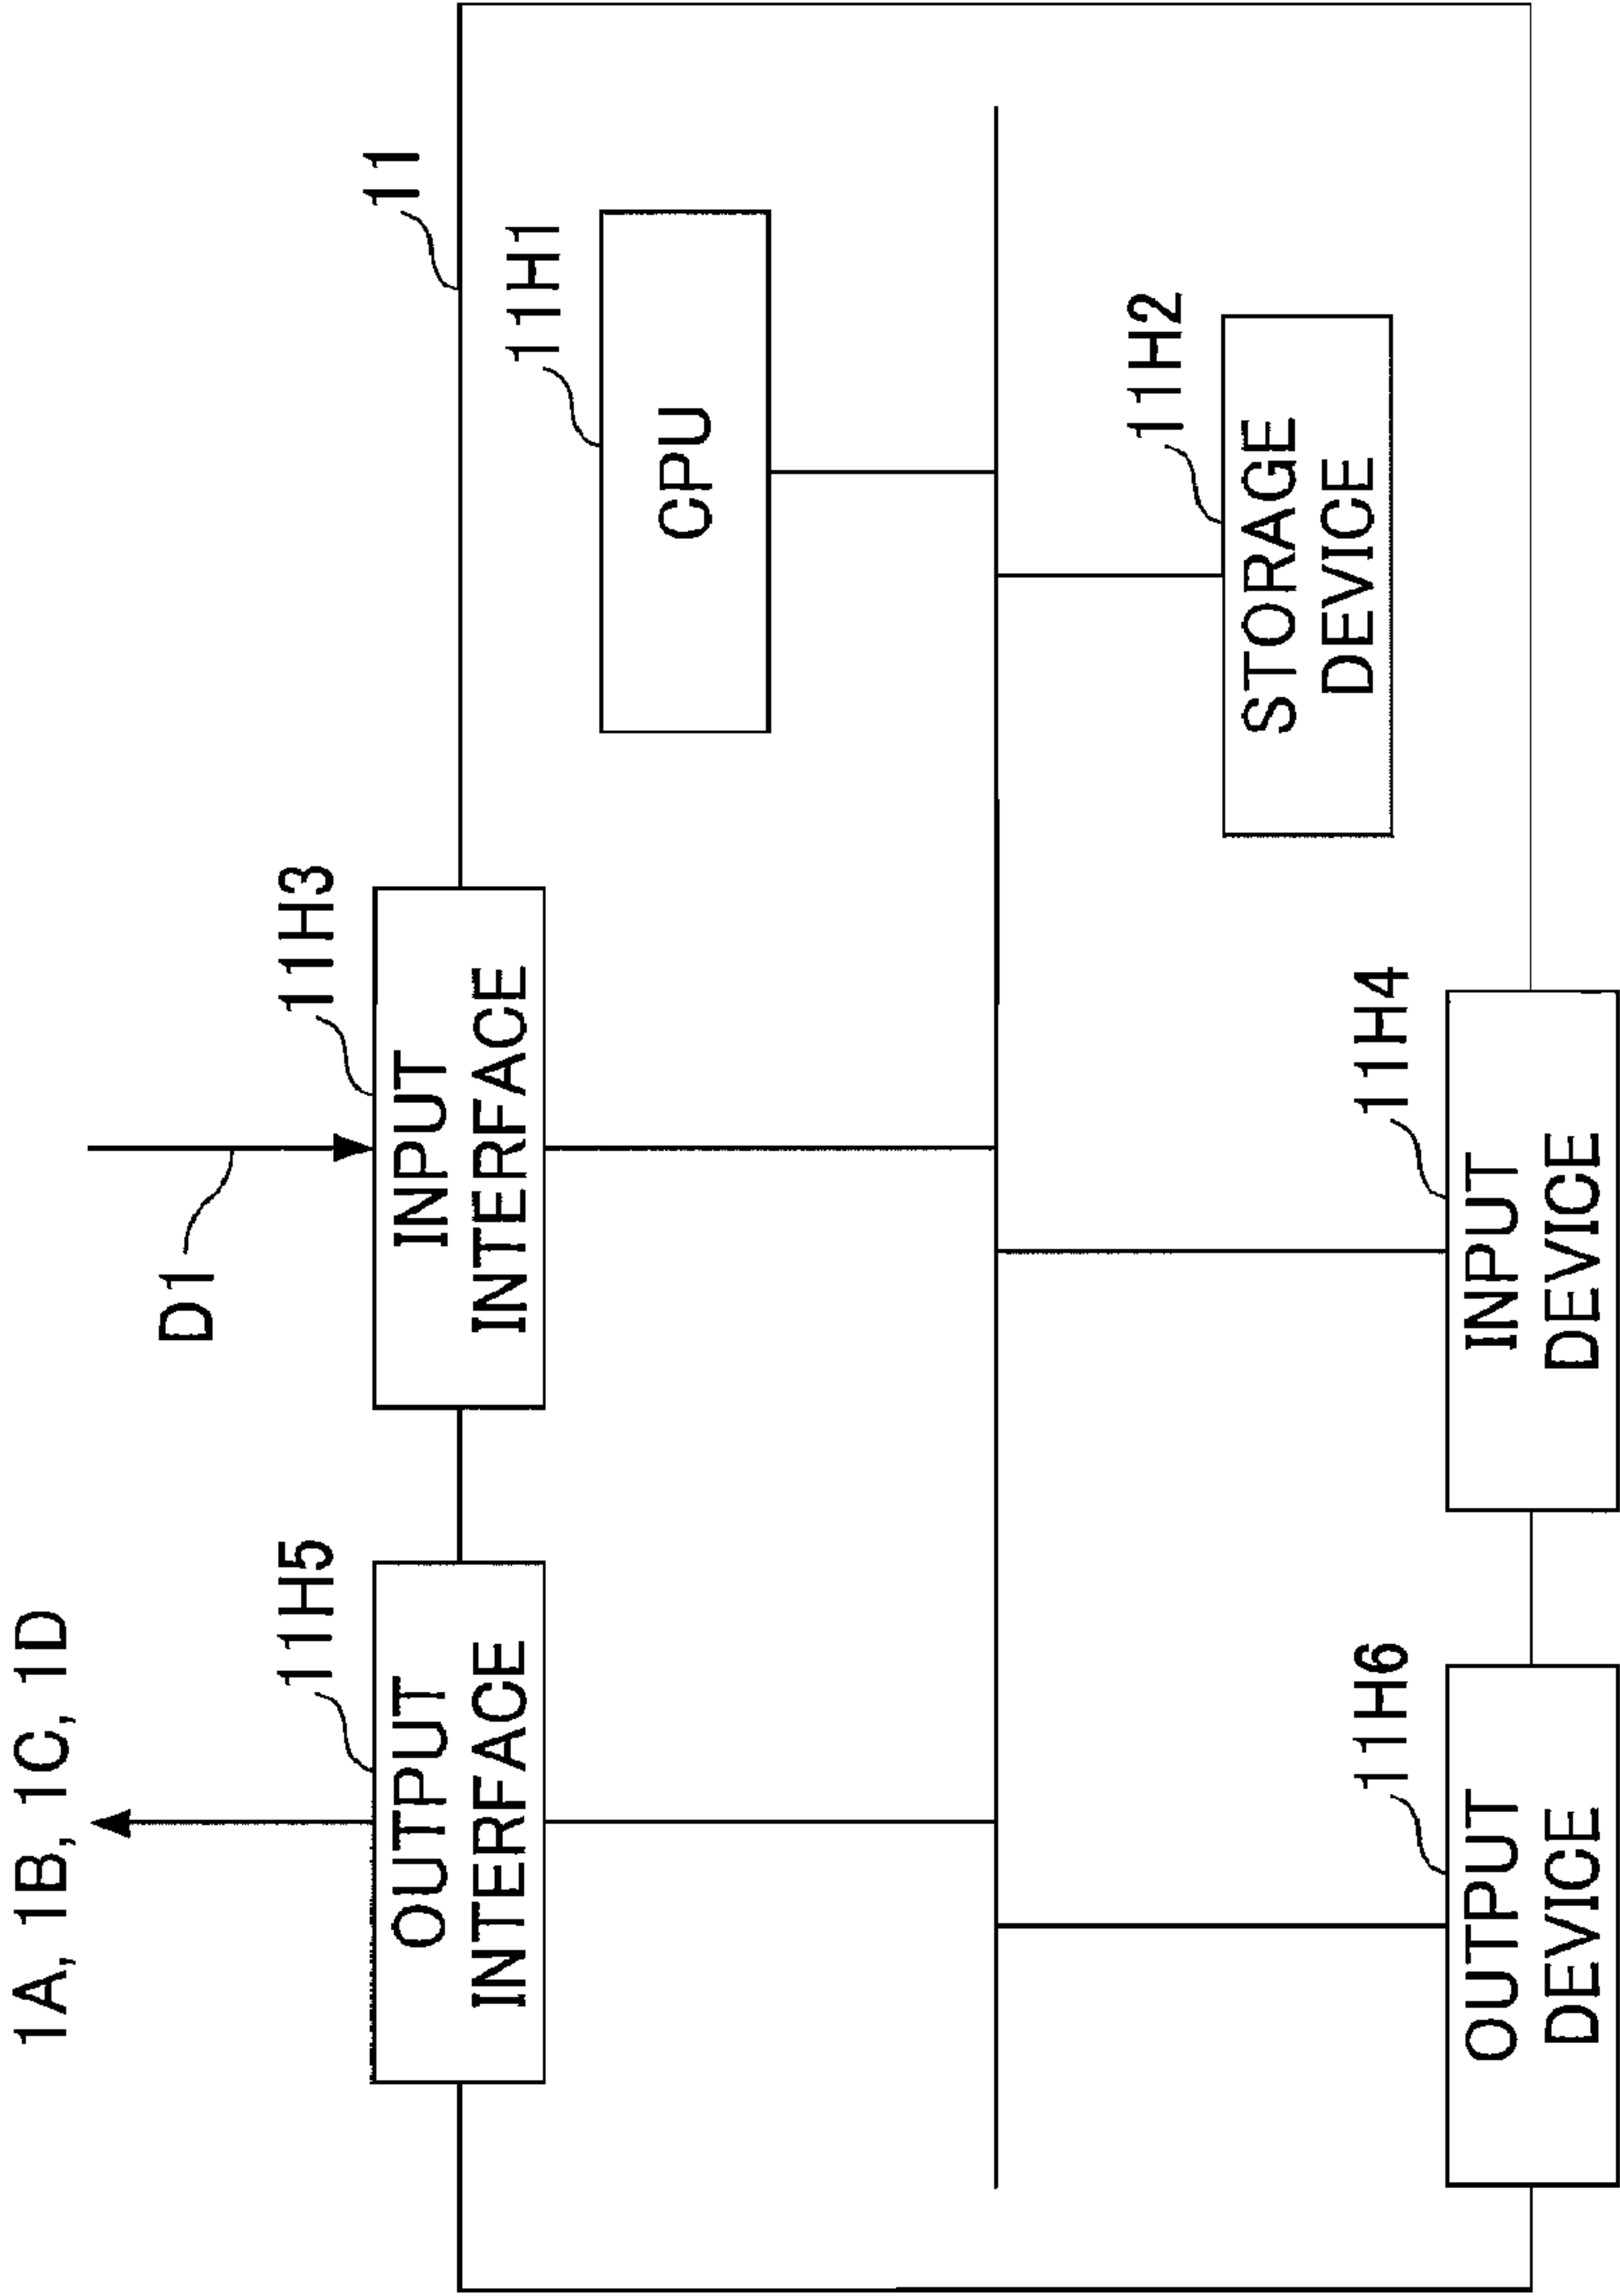 1A, 1B, 1C, 1D
D1
11
11H5
OUTPUT
INTERFACE
11H3
INPUT
INTERFACE
11H1
CPU
11H2
STORAGE
DEVICE
11H6
OUTPUT
DEVICE
11H4
INPUT
DEVICE